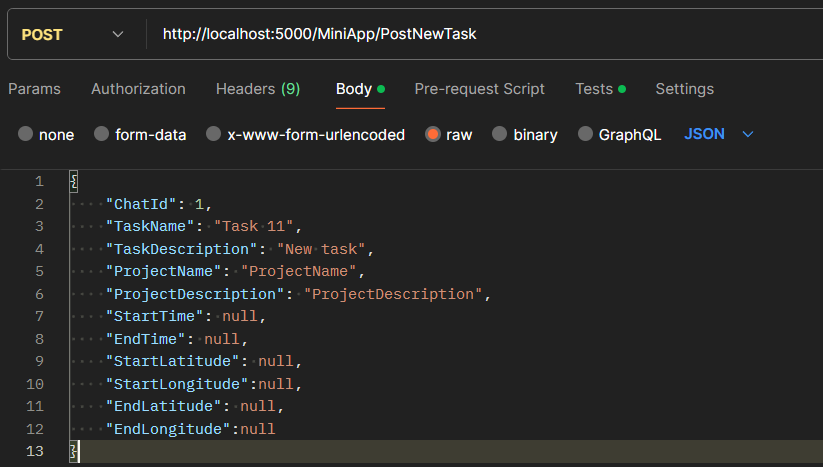 POST http://localhost:5000/MiniApp/PostNewTask
Params Authorization Headers (9) Body Pre-request Script Tests Settings
none form-data x-www-form-urlencoded raw binary GraphQL JSON
1 {
2 "ChatId": 1,
3 "TaskName": "Task 11",
4 "TaskDescription": "New task",
5 "ProjectName": "ProjectName",
6 "ProjectDescription": "ProjectDescription",
7 "StartTime": null,
8 "EndTime": null,
9 "StartLatitude": null,
10 "StartLongitude":null,
11 "EndLatitude": null,
12 "EndLongitude":null
13 }